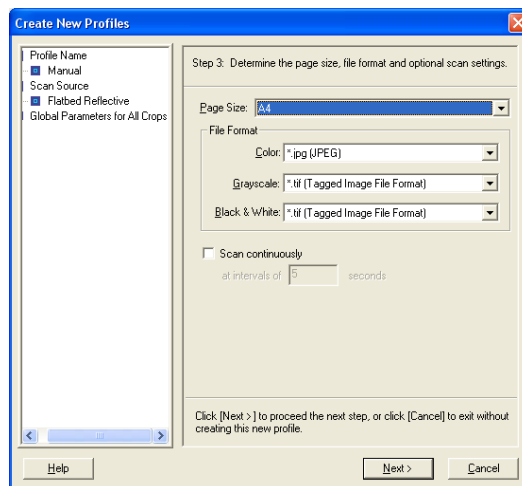 Create New Profiles
Profile Name
Manual
Scan Source
Flatbed Reflective
Global Parameters for All Crops
Step 3: Determine the page size, file format and optional scan settings.
Page Size: A4
File Format
Color: *.jpg (JPEG)
Grayscale: *.tif (Tagged Image File Format)
Black & White: *.tif (Tagged Image File Format)
Scan continuously
at intervals of 5 seconds
Click [Next >] to proceed the next step, or click [Cancel] to exit without
creating this new profile.
Help
Next >
Cancel